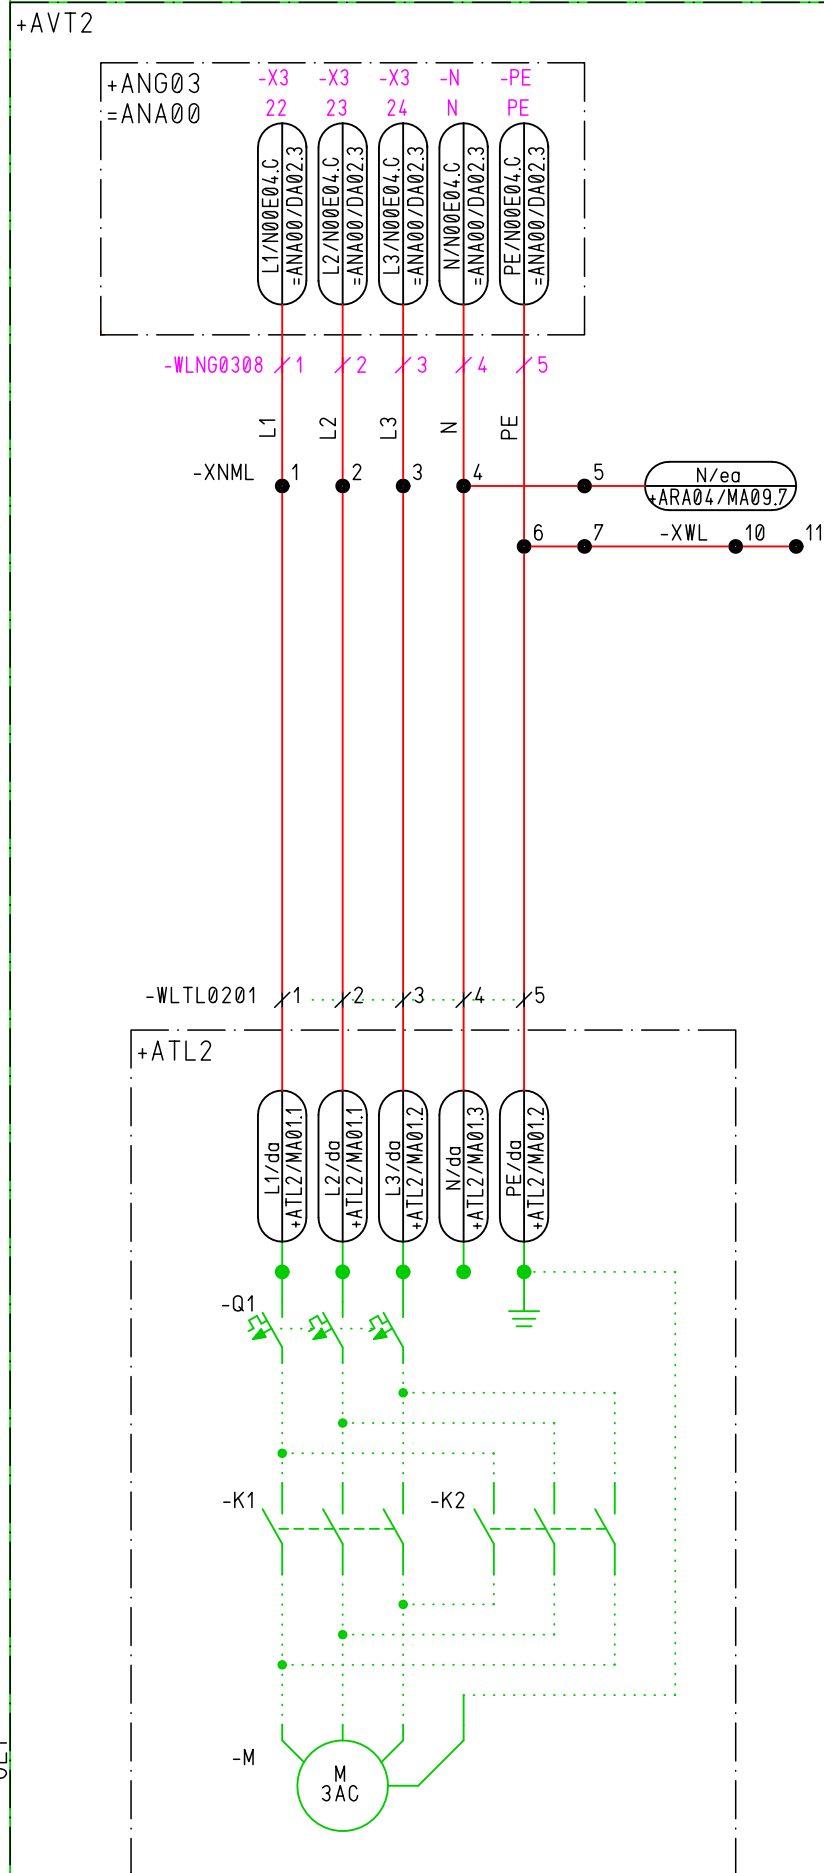 +AVT2
+ANG03
=ANA00
-X3 -X3 -X3 -N -PE
22 23 24 N PE
L1/N00E04.C
=ANA00/DA02.3
L2/N00E04.C
=ANA00/DA02.3
L3/N00E04.C
=ANA00/DA02.3
N/N00E04.C
=ANA00/DA02.3
PE/N00E04.C
=ANA00/DA02.3
-WLNG0308 1 2 3 4 5
L1 L2 L3 N PE
-XNML 1 2 3 4 5
N/ea
+ARA04/MA09.7
6 7 -XWL 10 11
-WLTL0201 1 2 3 4 5
+ATL2
L1/da
+ATL2/MA01.1
L2/da
+ATL2/MA01.1
L3/da
+ATL2/MA01.2
N/da
+ATL2/MA01.3
PE/da
+ATL2/MA01.2
-Q1
-K1 -K2
-M
M
3AC